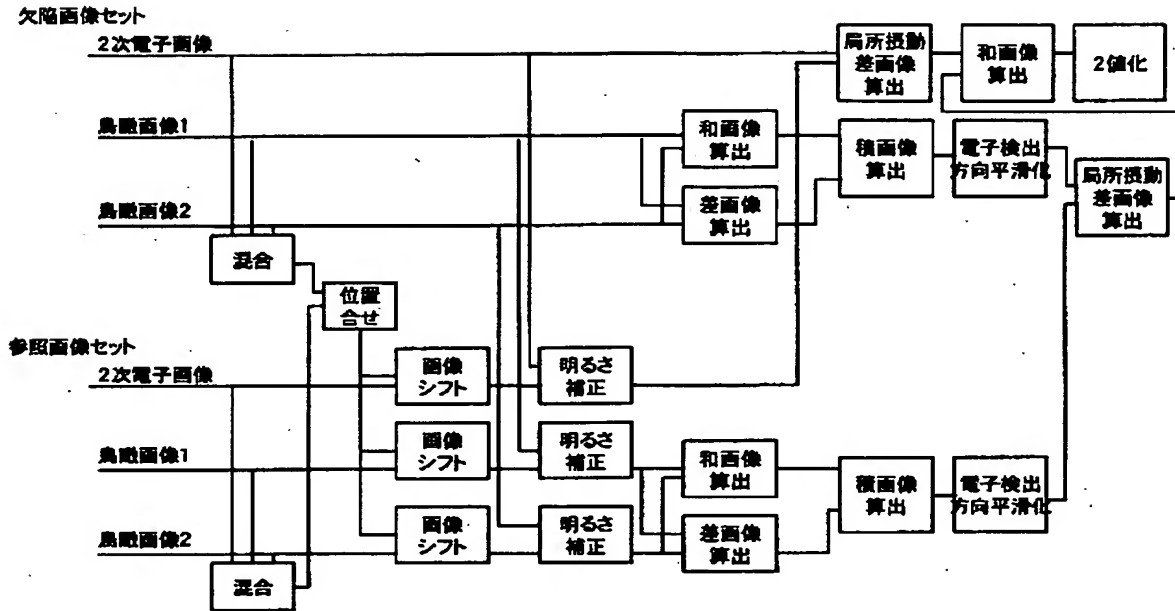 欠陥画像セット
2次電子画像
局所摂動
差画像
算出
和画像
算出
2値化
鳥瞰画像1
和画像
算出
積画像
算出
電子検出
方向平滑化
局所摂動
差画像
算出
鳥瞰画像2
差画像
算出
混合
位置
合せ
参照画像セット
2次電子画像
画像
シフト
明るさ
補正
鳥瞰画像1
画像
シフト
明るさ
補正
和画像
算出
積画像
算出
電子検出
方向平滑化
鳥瞰画像2
画像
シフト
明るさ
補正
差画像
算出
混合